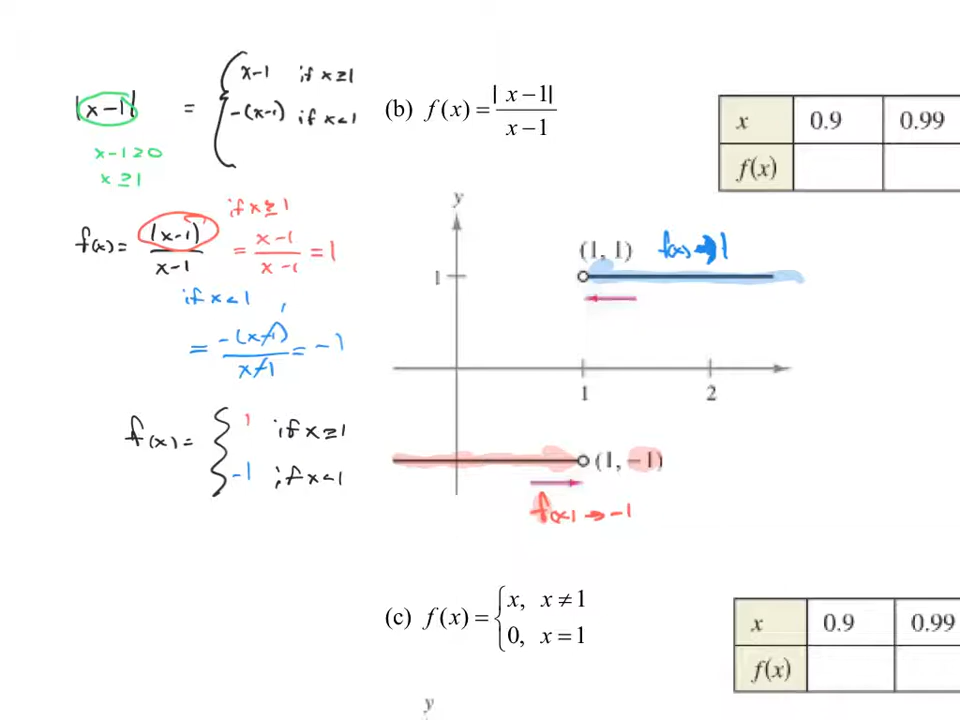 |x-1| = { x-1 if x≥1
-(x-1) if x<1
x-1≥0
x≥1
(b) f(x) = |x-1| / x-1
x 0.9 0.99
f(x)
f(x) = (x-1) / x-1
if x≥1
= x-1 / x-1 = 1
if x<1
= -(x-1) / x-1 = -1
f(x) = { 1 if x≥1
-1 if x<1
y
(1, 1) f(x)→1
1
1 2
(1, -1)
f(x)→-1
(c) f(x) = { x, x≠1
0, x=1
x 0.9 0.99
f(x)
y